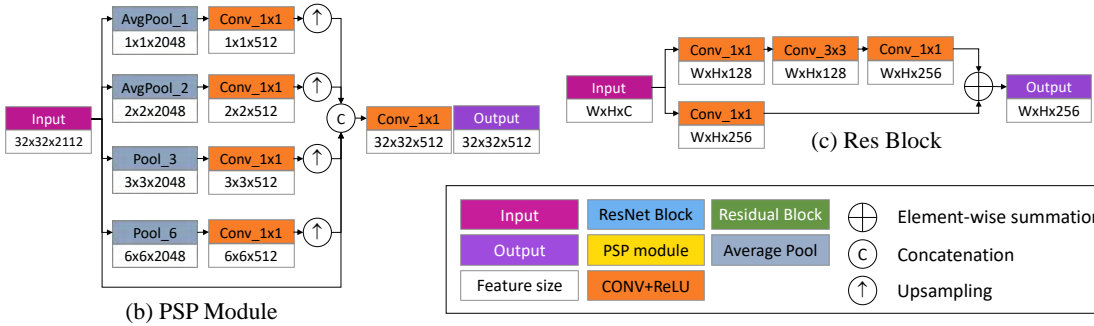 AvgPool_1
Conv_1x1
↑
1x1x2048
1x1x512
AvgPool_2
Conv_1x1
↑
2x2x2048
2x2x512
Input
32x32x2112
C
Conv_1x1
Output
32x32x512
32x32x512
Pool_3
Conv_1x1
↑
3x3x2048
3x3x512
Pool_6
Conv_1x1
↑
6x6x2048
6x6x512
(b) PSP Module
Conv_1x1
Conv_3x3
Conv_1x1
WxHx128
WxHx128
WxHx256
Input
WxHxC
Output
WxHx256
Conv_1x1
WxHx256
(c) Res Block
Input
ResNet Block
Residual Block
Element-wise summation
Output
PSP module
Average Pool
C
Concatenation
Feature size
CONV+ReLU
↑
Upsampling